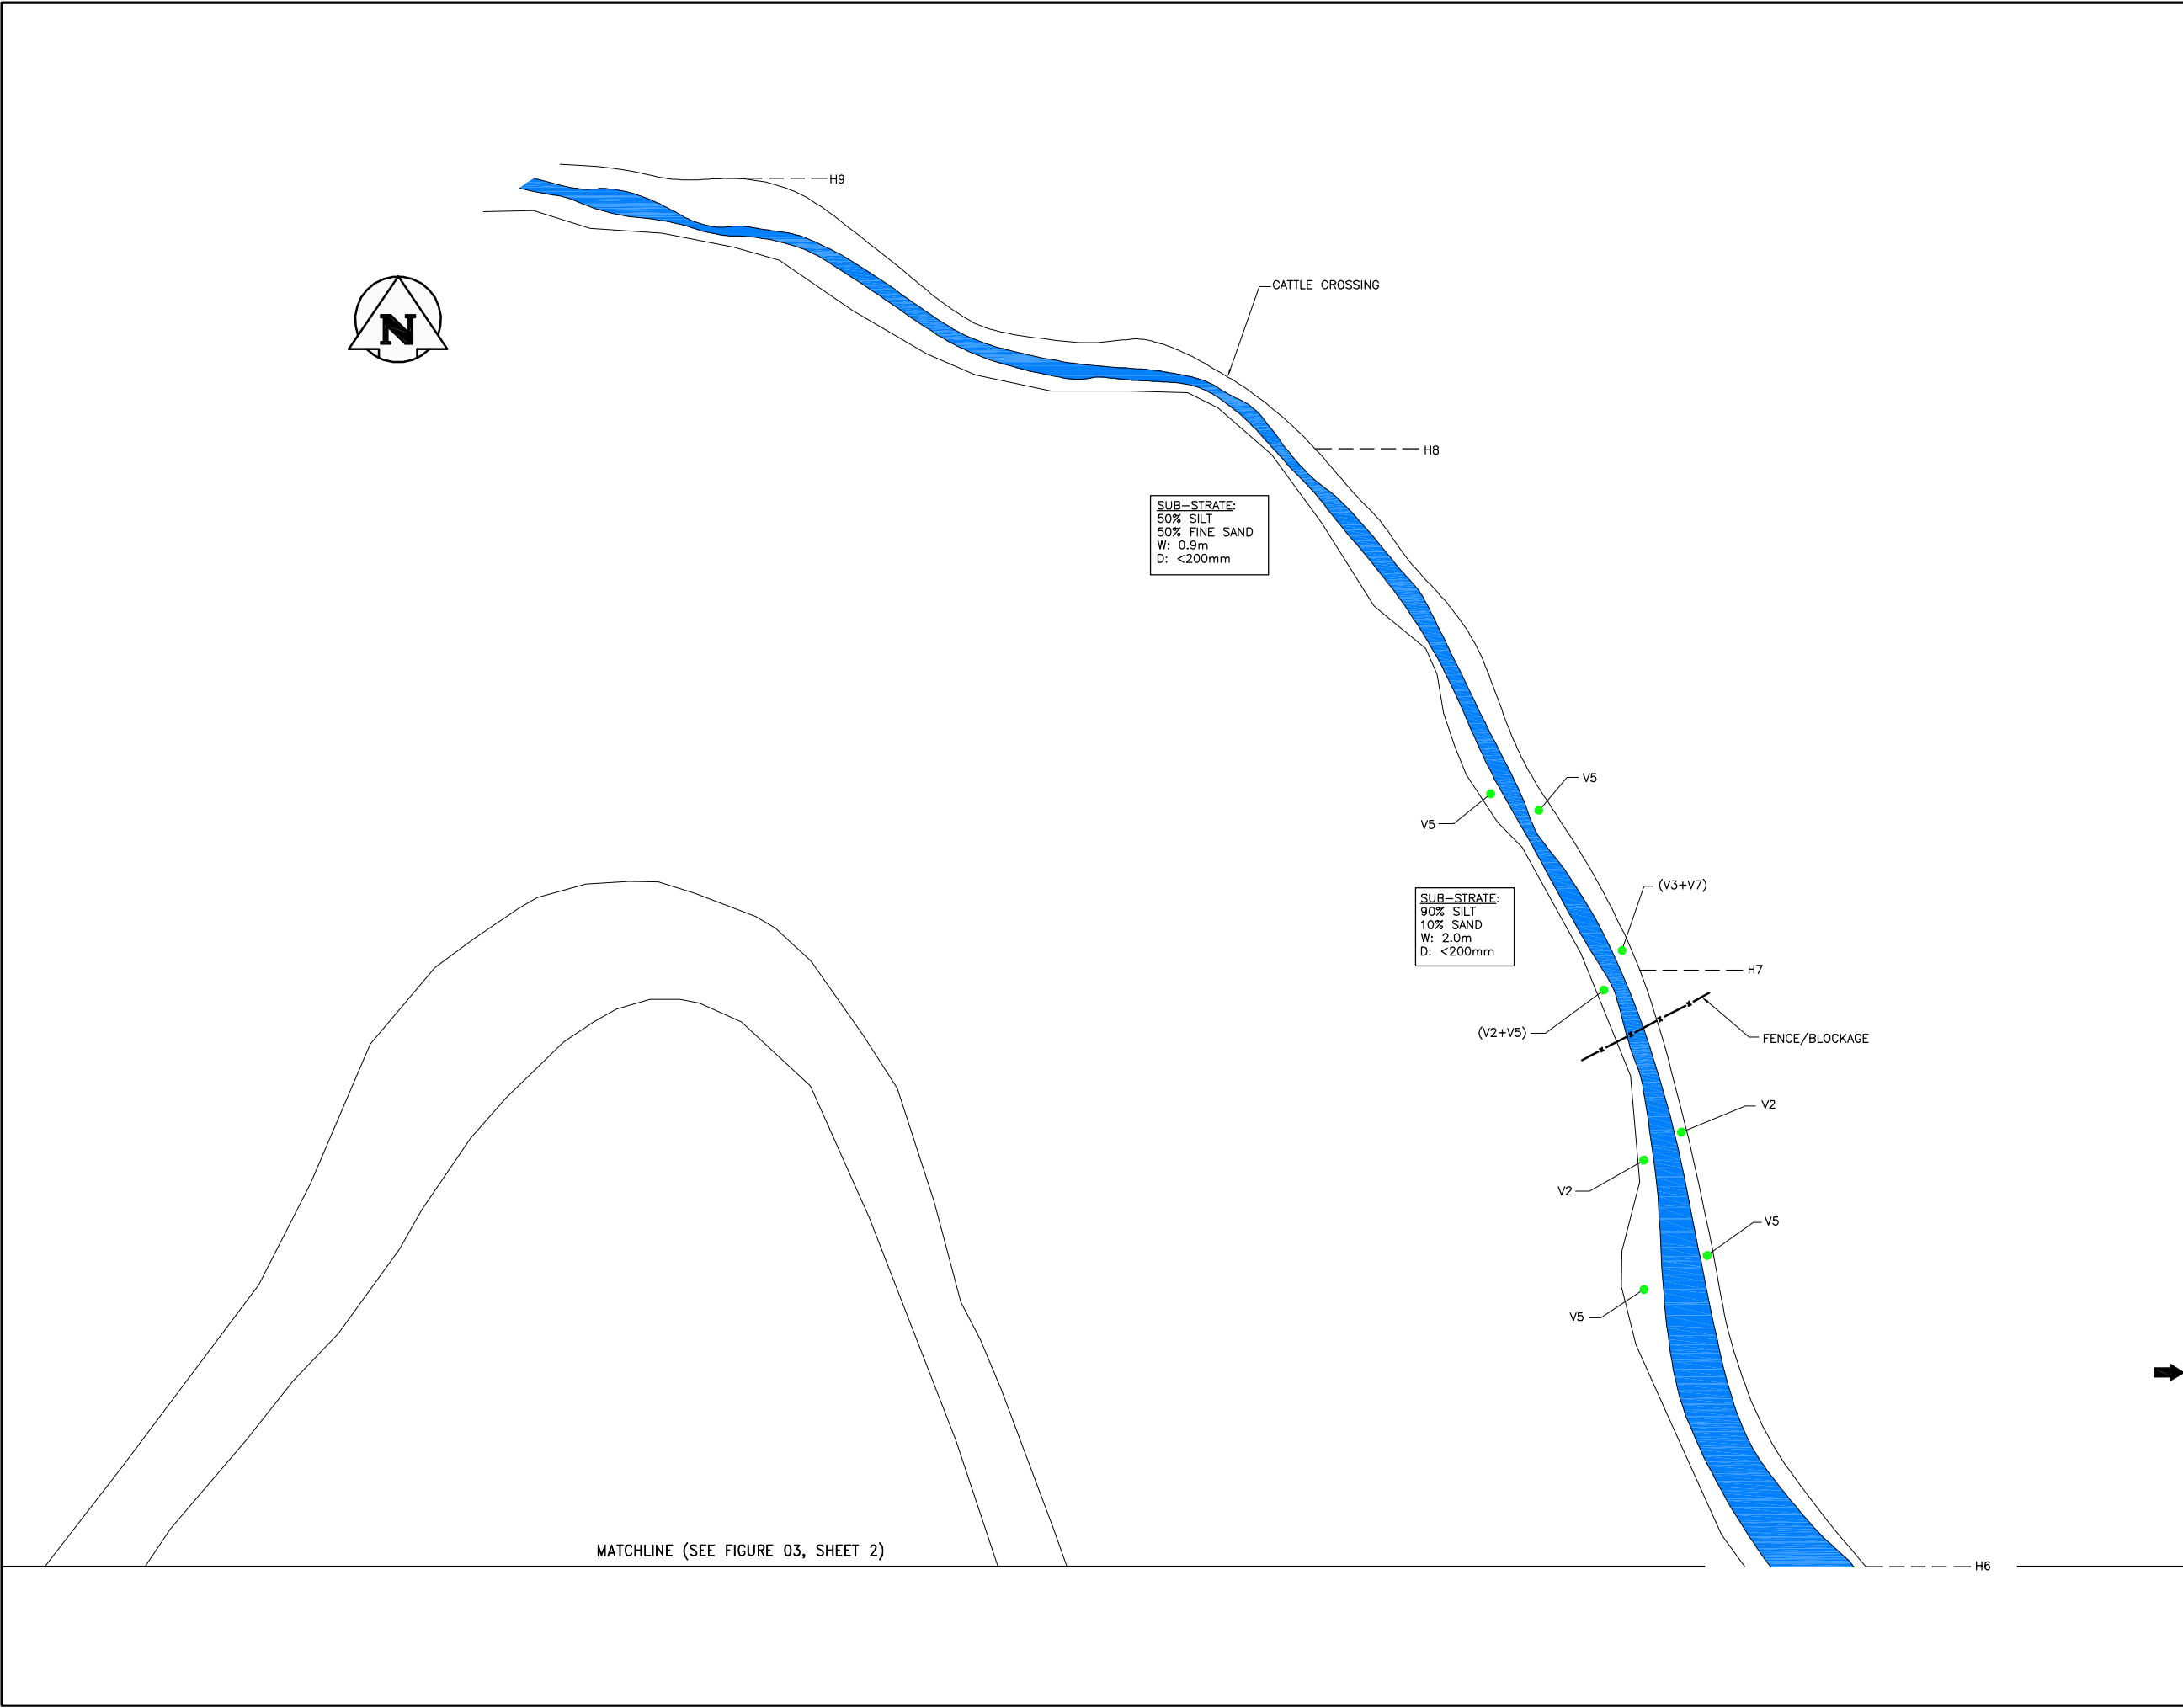 H9
N
CATTLE CROSSING
H8
SUB-STRATE:
50% SILT
50% FINE SAND
W: 0.9m
D: <200mm
V5
V5
SUB-STRATE:
90% SILT
10% SAND
W: 2.0m
D: <200mm
(V3+V7)
H7
(V2+V5)
FENCE/BLOCKAGE
V2
V2
V5
V5
MATCHLINE (SEE FIGURE 03, SHEET 2)
H6